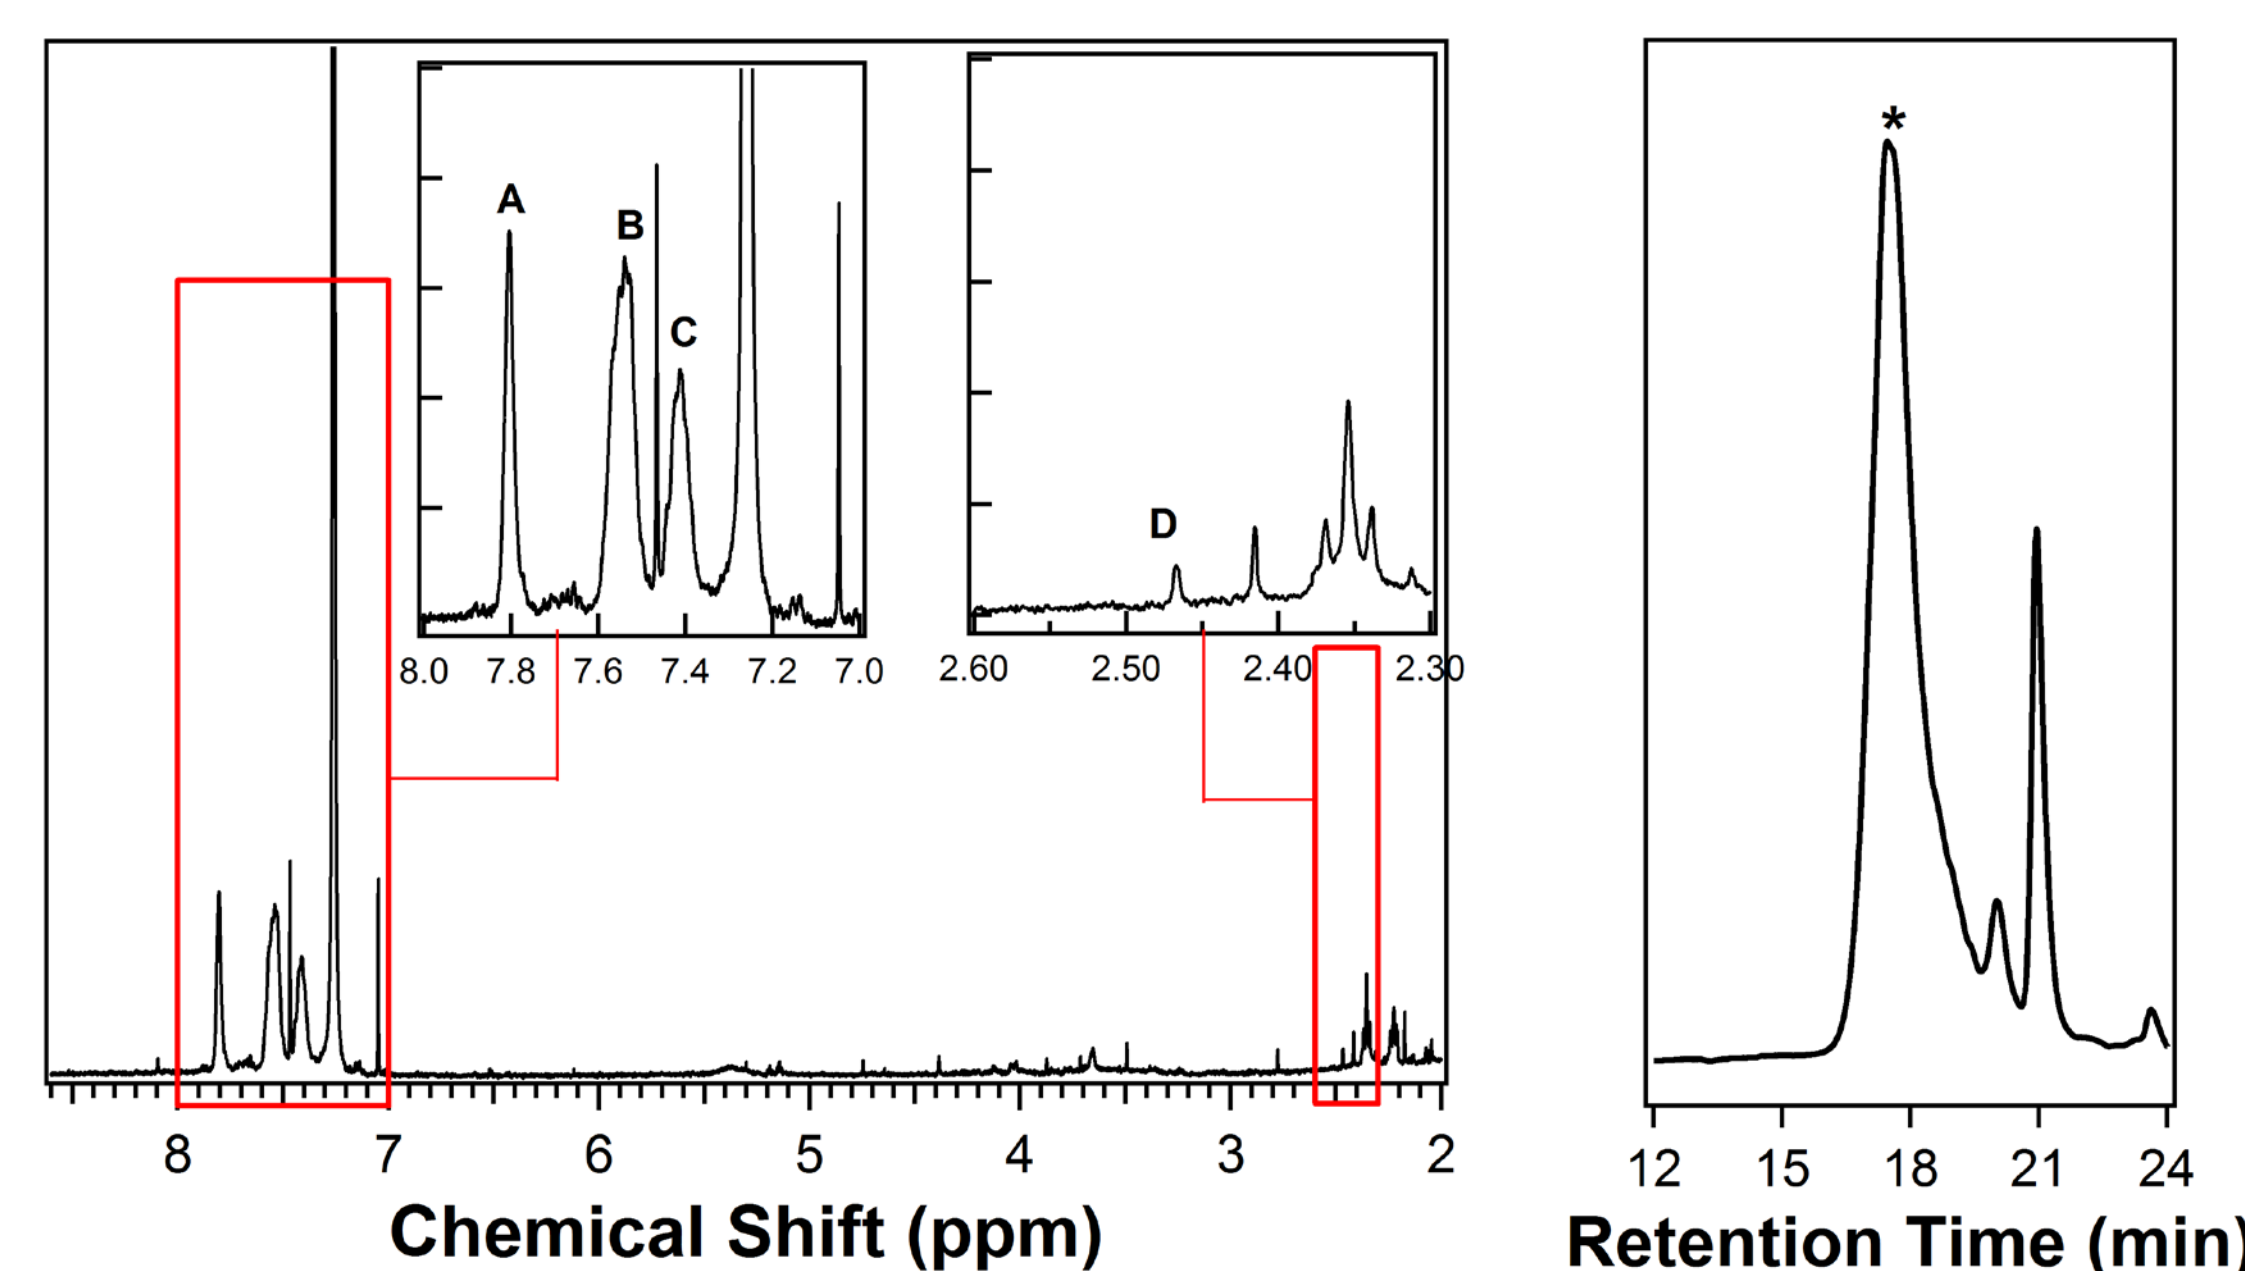 A
B
C
8.0 7.8 7.6 7.4 7.2 7.0
D
2.60 2.50 2.40 2.30
8 7 6 5 4 3 2
Chemical Shift (ppm)
*
12 15 18 21 24
Retention Time (min)